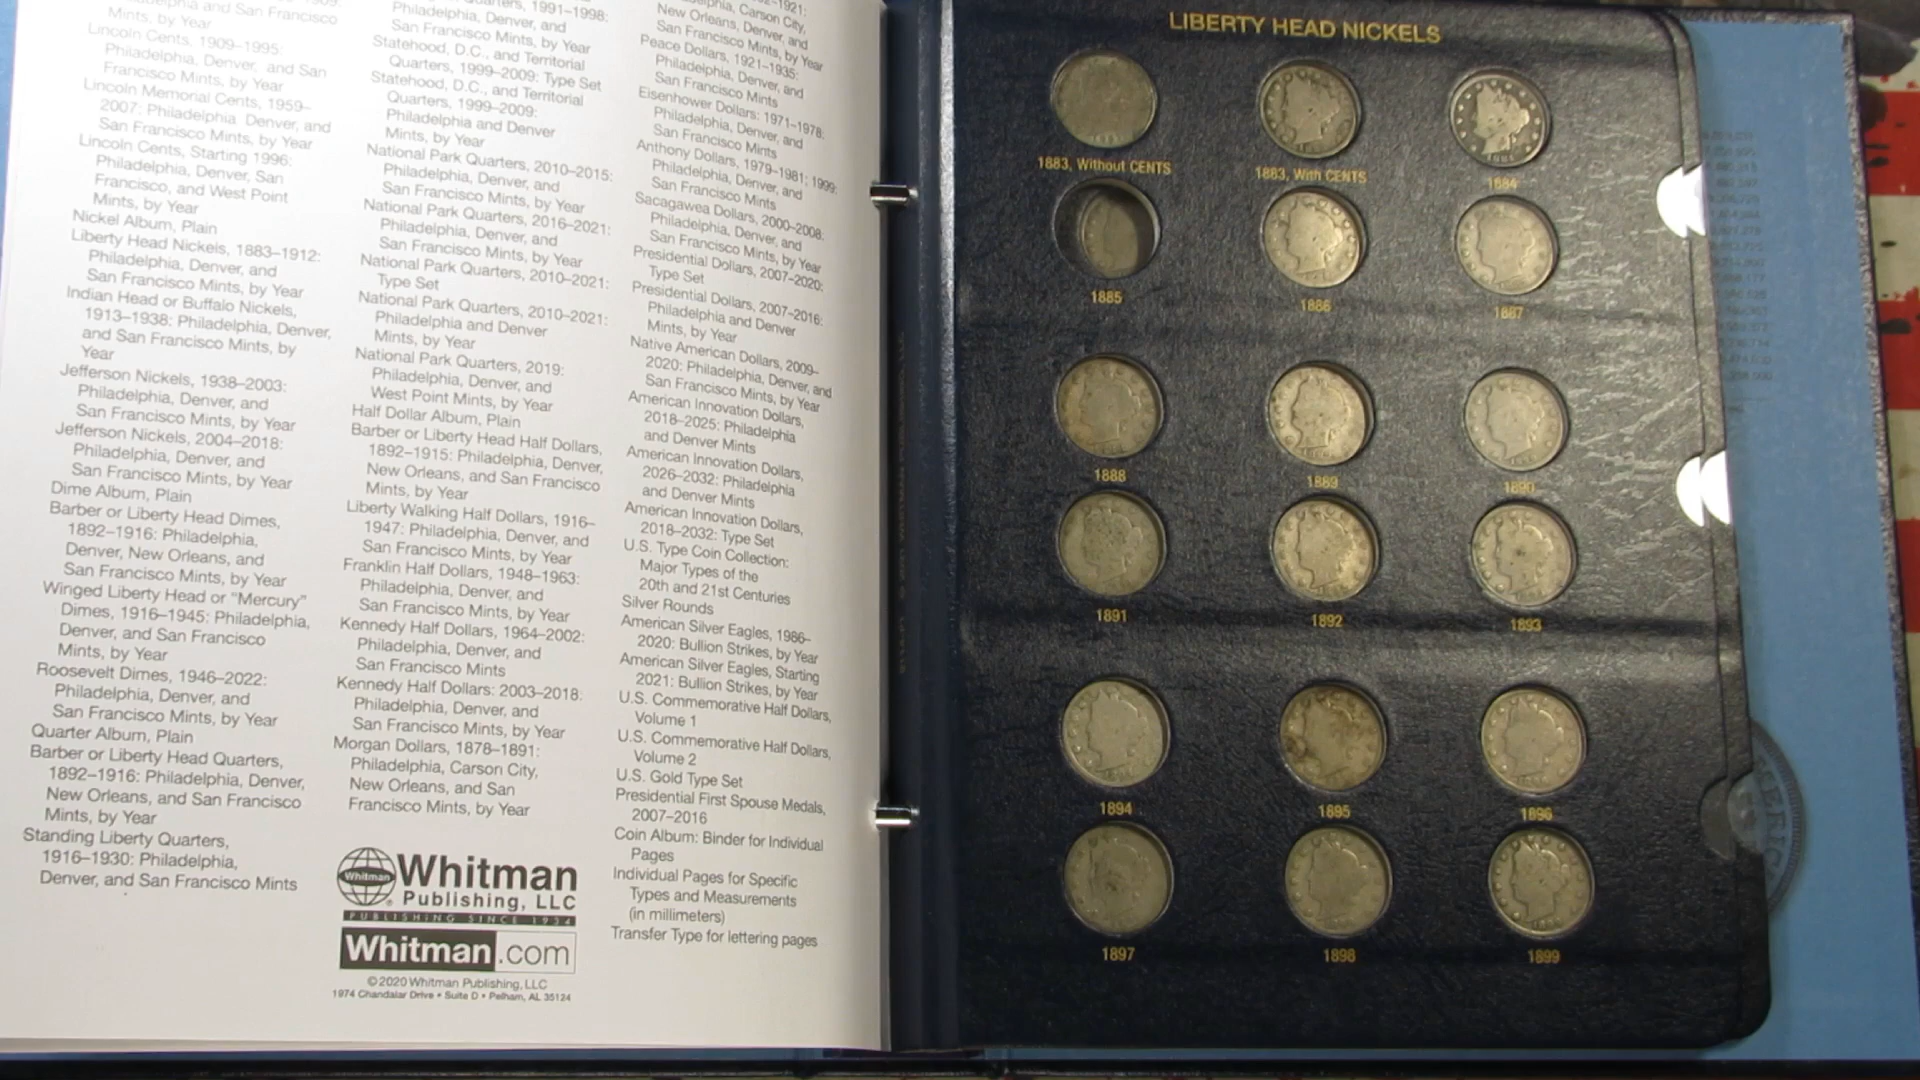 Mints, by Year
Lincoln Cents, 1909–1995:
Philadelphia, Denver, and San
Francisco Mints, by Year
Lincoln Memorial Cents, 1959–
2007: Philadelphia Denver, and
San Francisco Mints, by Year
Lincoln Cents, Starting 1996:
Philadelphia, Denver, San
Francisco, and West Point
Mints, by Year
Nickel Album, Plain
Liberty Head Nickels, 1883–1912:
Philadelphia, Denver, and
San Francisco Mints, by Year
Indian Head or Buffalo Nickels,
1913–1938: Philadelphia, Denver,
and San Francisco Mints, by
Year
Jefferson Nickels, 1938–2003:
Philadelphia, Denver, and
San Francisco Mints, by Year
Jefferson Nickels, 2004–2018:
Philadelphia, Denver, and
San Francisco Mints, by Year
Dime Album, Plain
Barber or Liberty Head Dimes,
1892–1916: Philadelphia,
Denver, New Orleans, and
San Francisco Mints, by Year
Winged Liberty Head or “Mercury”
Dimes, 1916–1945: Philadelphia,
Denver, and San Francisco
Mints, by Year
Roosevelt Dimes, 1946–2022:
Philadelphia, Denver, and
San Francisco Mints, by Year
Quarter Album, Plain
Barber or Liberty Head Quarters,
1892–1916: Philadelphia, Denver,
New Orleans, and San Francisco
Mints, by Year
Standing Liberty Quarters,
1916–1930: Philadelphia,
Denver, and San Francisco Mints
1991–1998:
Philadelphia, Denver, and
San Francisco Mints, by Year
Statehood, D.C., and Territorial
Quarters, 1999–2009: Type Set
Statehood, D.C., and Territorial
Quarters, 1999–2009:
Philadelphia and Denver
Mints, by Year
National Park Quarters, 2010–2015:
Philadelphia, Denver, and
San Francisco Mints, by Year
National Park Quarters, 2016–2021:
Philadelphia, Denver, and
San Francisco Mints, by Year
National Park Quarters, 2010–2021:
Type Set
National Park Quarters, 2010–2021:
Philadelphia and Denver
Mints, by Year
National Park Quarters, 2019:
Philadelphia, Denver, and
West Point Mints, by Year
Half Dollar Album, Plain
Barber or Liberty Head Half Dollars,
1892–1915: Philadelphia, Denver,
New Orleans, and San Francisco
Mints, by Year
Liberty Walking Half Dollars, 1916–
1947: Philadelphia, Denver, and
San Francisco Mints, by Year
Franklin Half Dollars, 1948–1963:
Philadelphia, Denver, and
San Francisco Mints, by Year
Kennedy Half Dollars, 1964–2002:
Philadelphia, Denver, and
San Francisco Mints
Kennedy Half Dollars: 2003–2018:
Philadelphia, Denver, and
San Francisco Mints, by Year
Morgan Dollars, 1878–1891:
Philadelphia, Carson City,
New Orleans, and San
Francisco Mints, by Year
Carson City,
New Orleans, Denver, and
San Francisco Mints, by Year
Peace Dollars, 1921–1935:
Philadelphia, Denver, and
San Francisco Mints
Eisenhower Dollars: 1971–1978:
Philadelphia, Denver, and
San Francisco Mints
Anthony Dollars, 1979–1981; 1999:
Philadelphia, Denver, and
San Francisco Mints
Sacagawea Dollars, 2000–2008:
Philadelphia, Denver, and
San Francisco Mints, by Year
Presidential Dollars, 2007–2020:
Type Set
Presidential Dollars, 2007–2016:
Philadelphia and Denver
Mints, by Year
Native American Dollars, 2009–
2020: Philadelphia, Denver, and
San Francisco Mints, by Year
American Innovation Dollars,
2018–2025: Philadelphia
and Denver Mints
American Innovation Dollars,
2026–2032: Philadelphia
and Denver Mints
American Innovation Dollars,
2018–2032: Type Set
U.S. Type Coin Collection:
Major Types of the
20th and 21st Centuries
Silver Rounds
American Silver Eagles, 1986–
2020: Bullion Strikes, by Year
American Silver Eagles, Starting
2021: Bullion Strikes, by Year
U.S. Commemorative Half Dollars,
Volume 1
U.S. Commemorative Half Dollars,
Volume 2
U.S. Gold Type Set
Presidential First Spouse Medals,
2007–2016
Coin Album: Binder for Individual
Pages
Individual Pages for Specific
Types and Measurements
(in millimeters)
Transfer Type for lettering pages
Whitman
Whitman®
Publishing, LLC
PUBLISHING SINCE 1934
Whitman.com
©2020 Whitman Publishing, LLC
1974 Chandalar Drive • Suite D • Pelham, AL 35124
LIBERTY HEAD NICKELS
1883, Without CENTS
1883, With CENTS
1884
1885
1886
1887
1888
1889
1890
1891
1892
1893
1894
1895
1896
1897
1898
1899